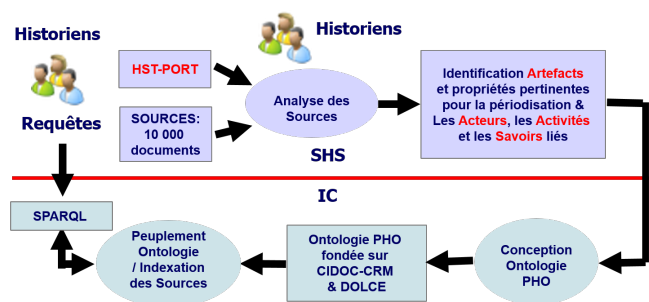 Historiens
Historiens
HST-PORT
Requêtes
SOURCES:
10 000
documents
Analyse des
Sources
Identification Artefacts
et propriétés pertinentes
pour la périodisation &
Les Acteurs, les Activités
et les Savoirs liés
SHS
IC
SPARQL
Peuplement
Ontologie
/ Indexation
des Sources
Ontologie PHO
fondée sur
CIDOC-CRM
& DOLCE
Conception
Ontologie
PHO